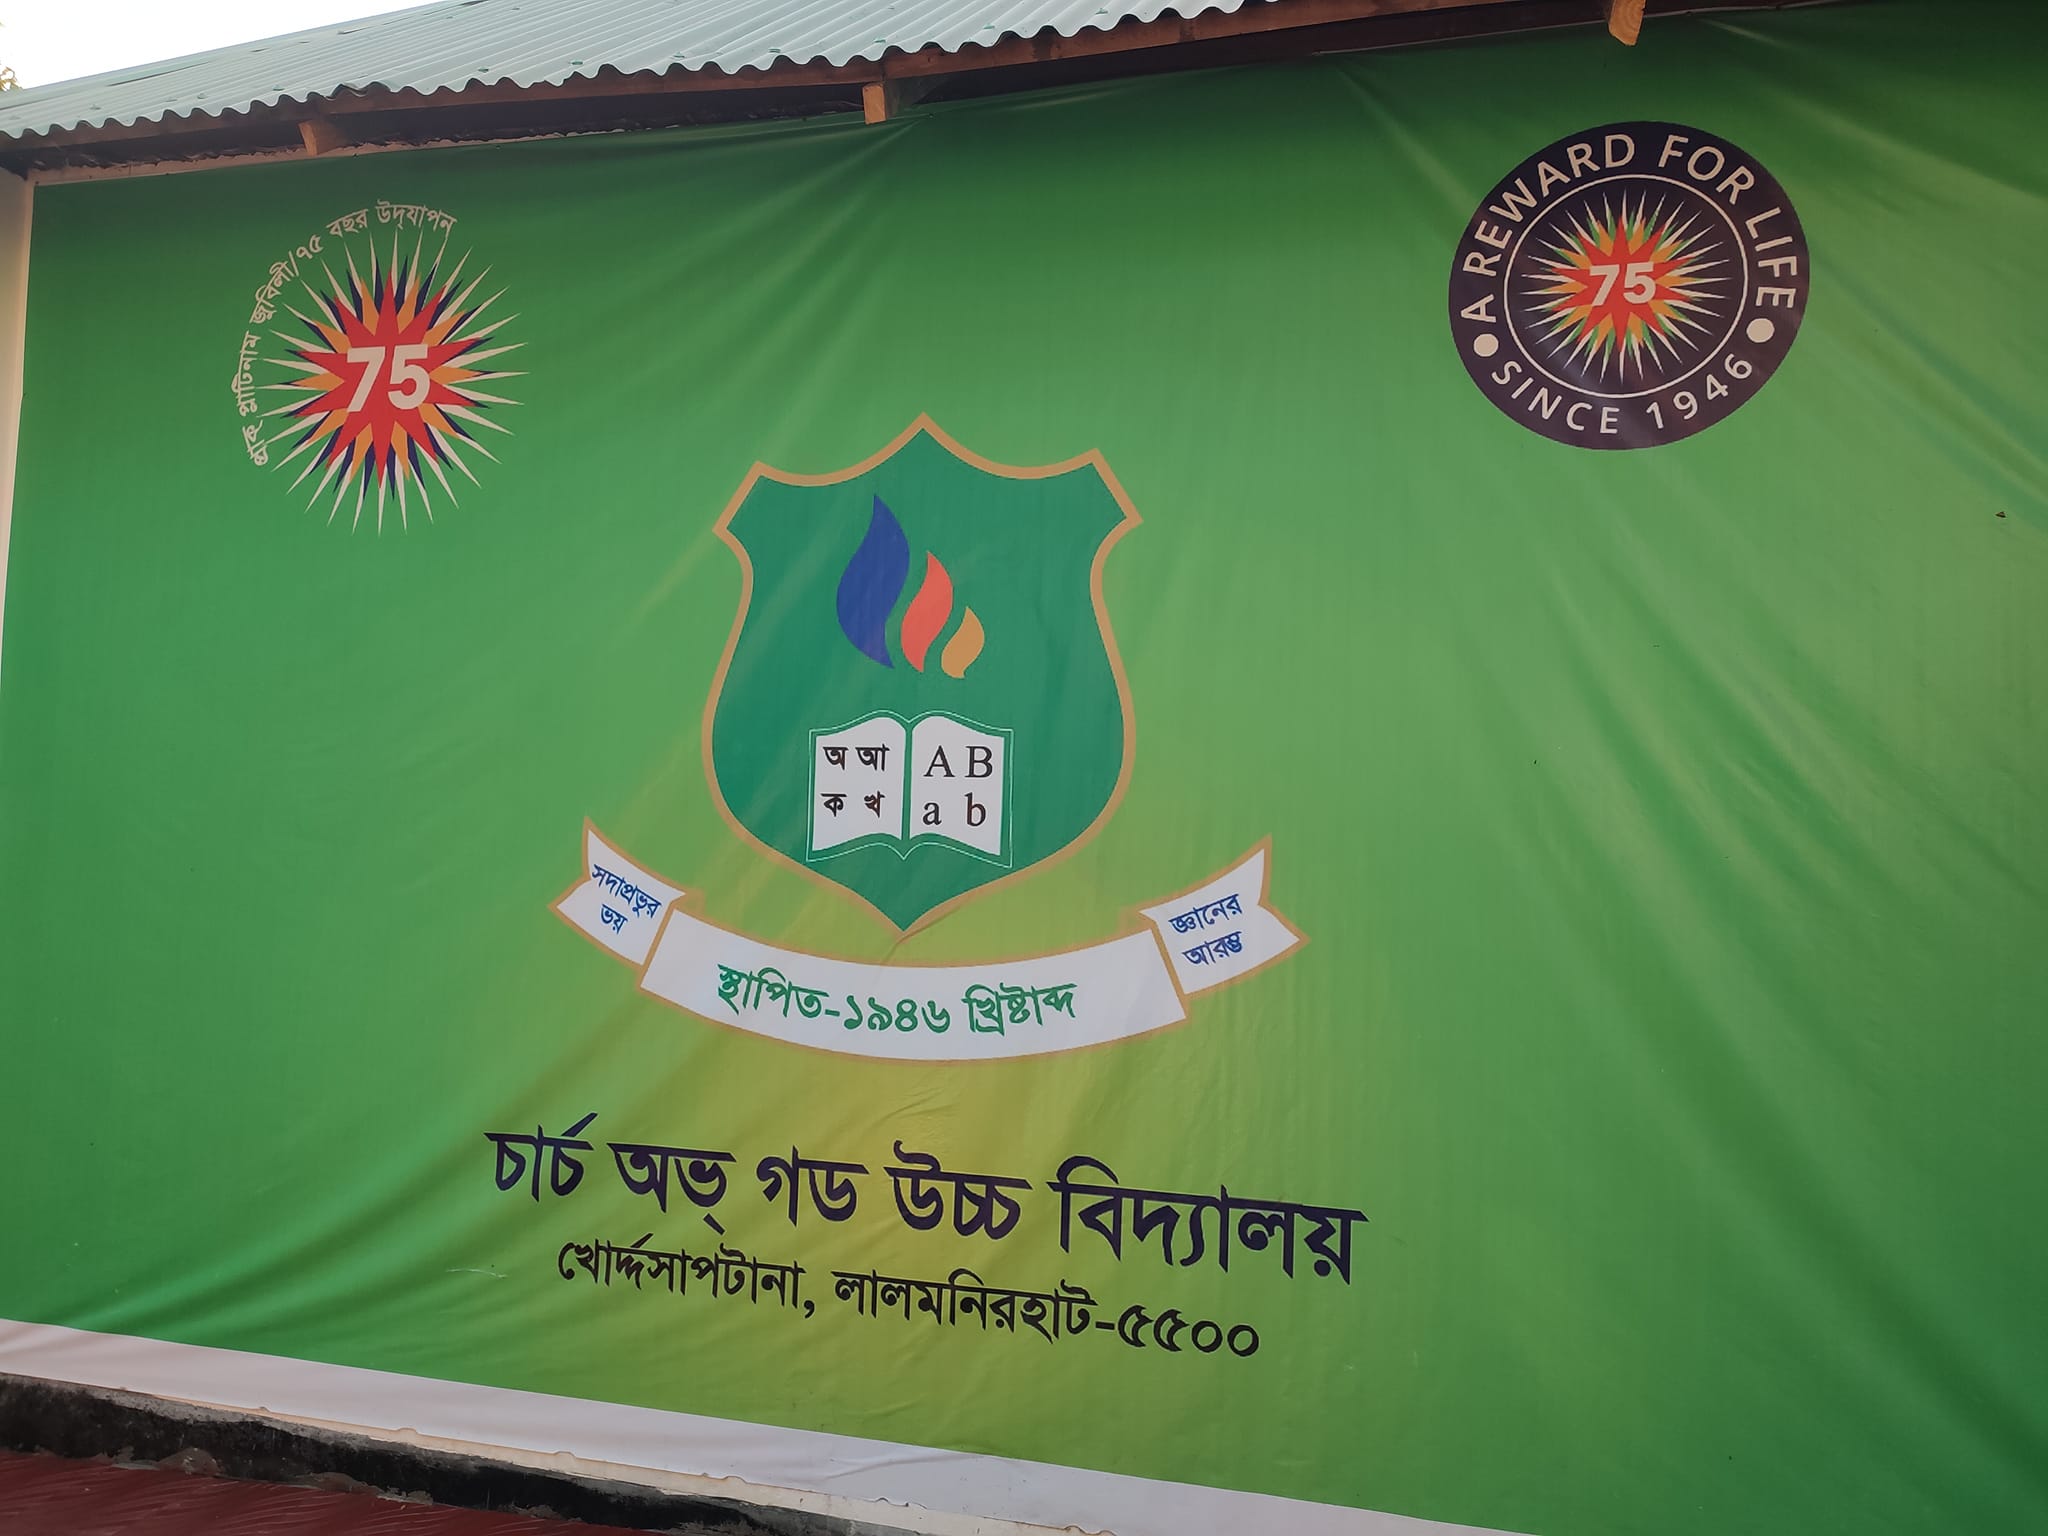 প্রাক্ প্লাটিনাম জুবিলী/৭৫ বছর উদ্‌যাপন
75
A REWARD FOR LIFE
75
SINCE 1946
অ আ
ক খ
A B
a b
সদাপ্রভুর
ভয়
জ্ঞানের
আরম্ভ
স্থাপিত-১৯৪৬ খ্রিষ্টাব্দ
চার্চ অভ্ গড উচ্চ বিদ্যালয়
খোর্দ্দসাপটানা, লালমনিরহাট-৫৫০০